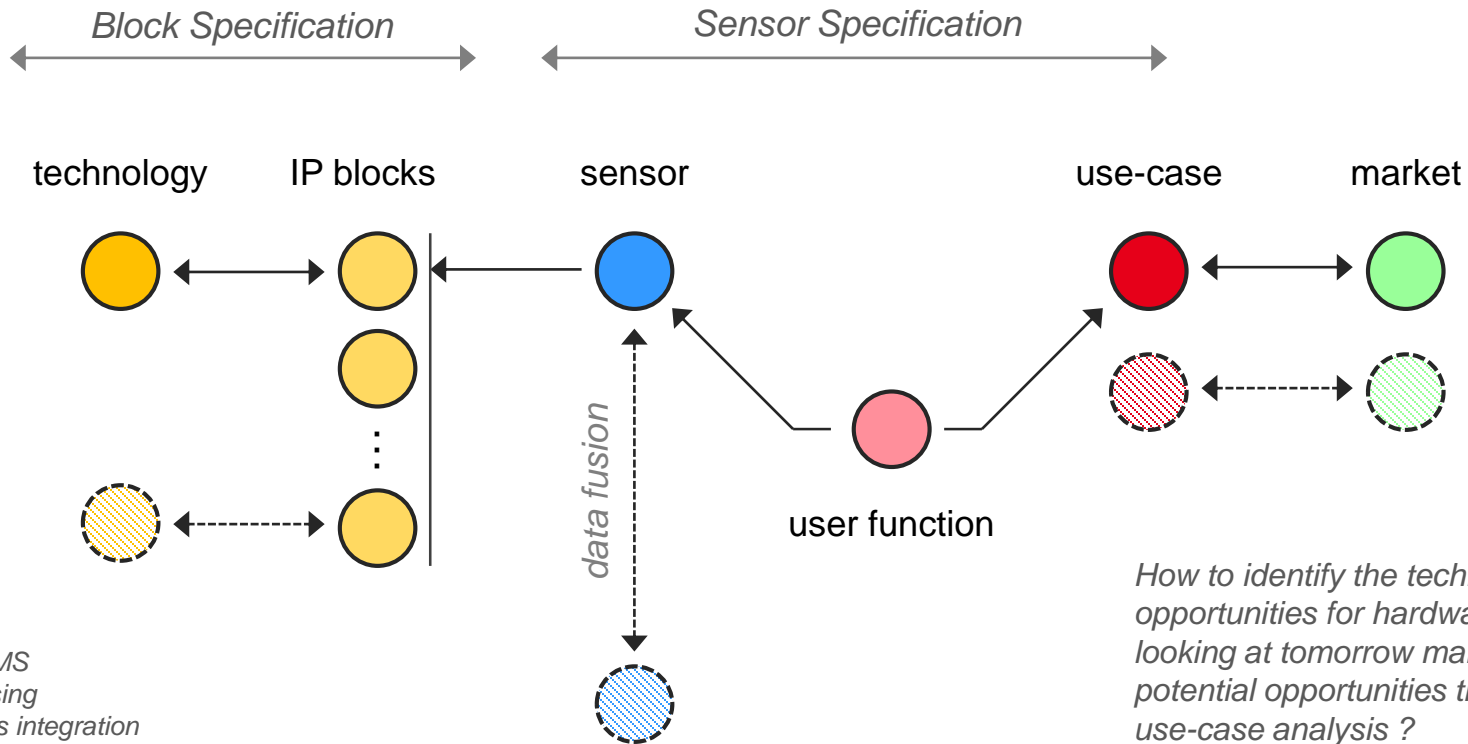 Block Specification
Sensor Specification
technology
IP blocks
sensor
use-case
market
data fusion
user function
How to identify the tech
opportunities for hardwa
looking at tomorrow ma
potential opportunities t
use-case analysis ?
MS
sing
s integration